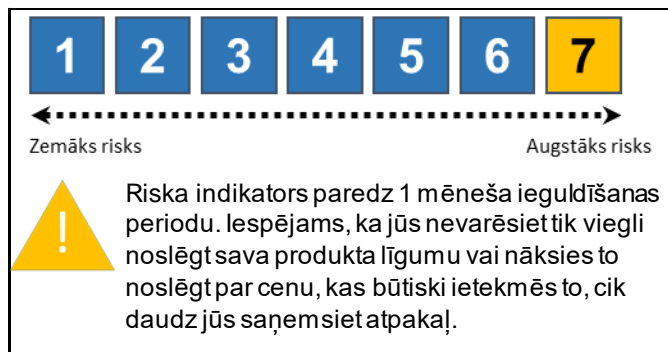 1 2 3 4 5 6 7
Zemāks risks Augstāks risks
!
Riska indikators paredz 1 mēneša ieguldīšanas
periodu. Iespējams, ka jūs nevarēsiet tik viegli
noslēgt sava produkta līgumu vai nāksies to
noslēgt par cenu, kas būtiski ietekmēs to, cik
daudz jūs saņemsiet atpakaļ.